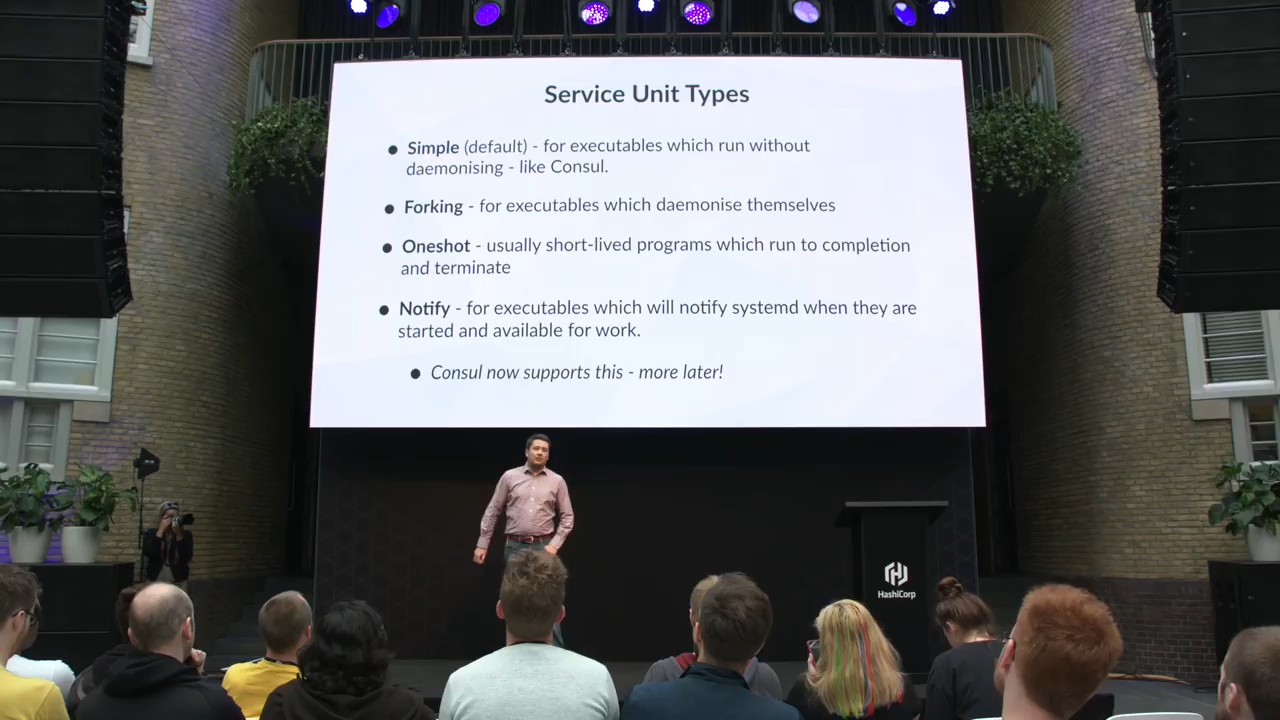 Service Unit Types
● Simple (default) - for executables which run without
daemonising - like Consul.
● Forking - for executables which daemonise themselves
● Oneshot - usually short-lived programs which run to completion
and terminate
● Notify - for executables which will notify systemd when they are
started and available for work.
● Consul now supports this - more later!
HashiCorp